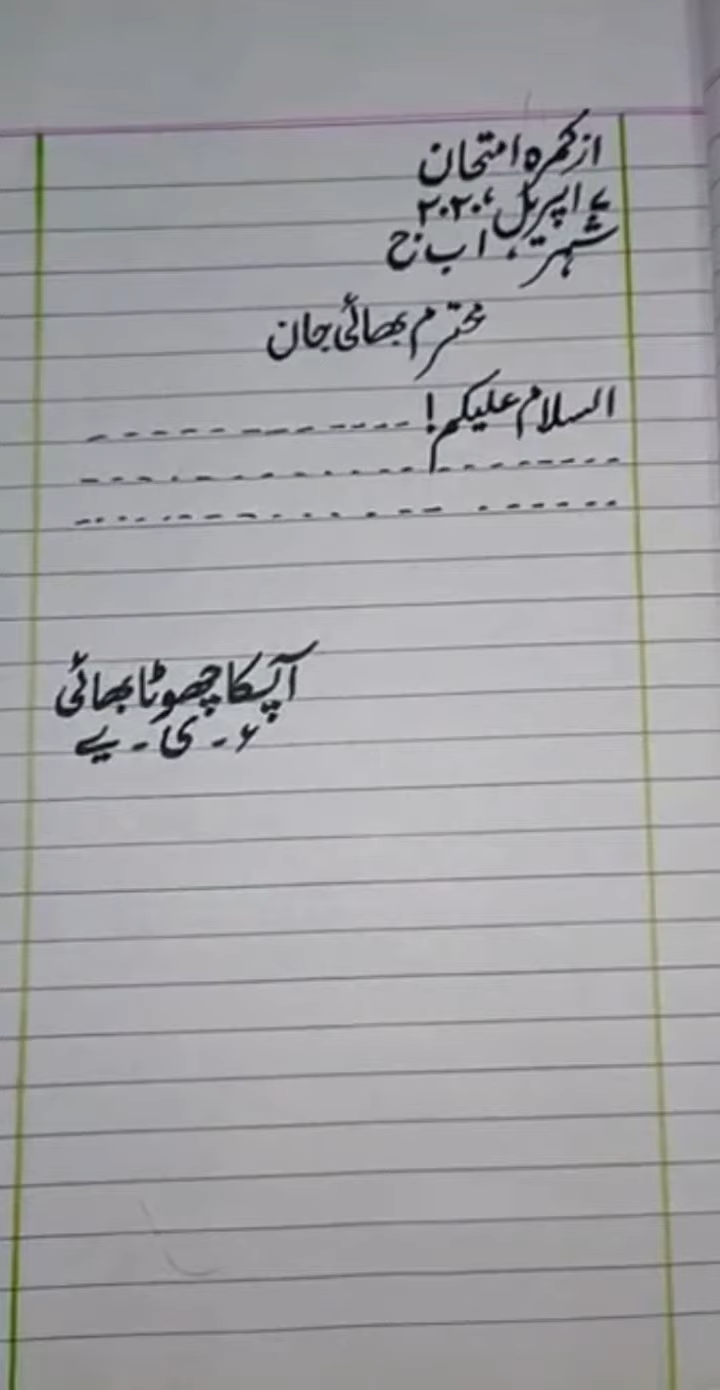 از کمرہ امتحان
۷ اپریل، ۲۰۲۰
شہر، ا ب ج
محترم بھائی جان
السلام علیکم! ------------
------------------
------------------
آپکا چھوٹا بھائی
ء ۔ ی ۔ ے